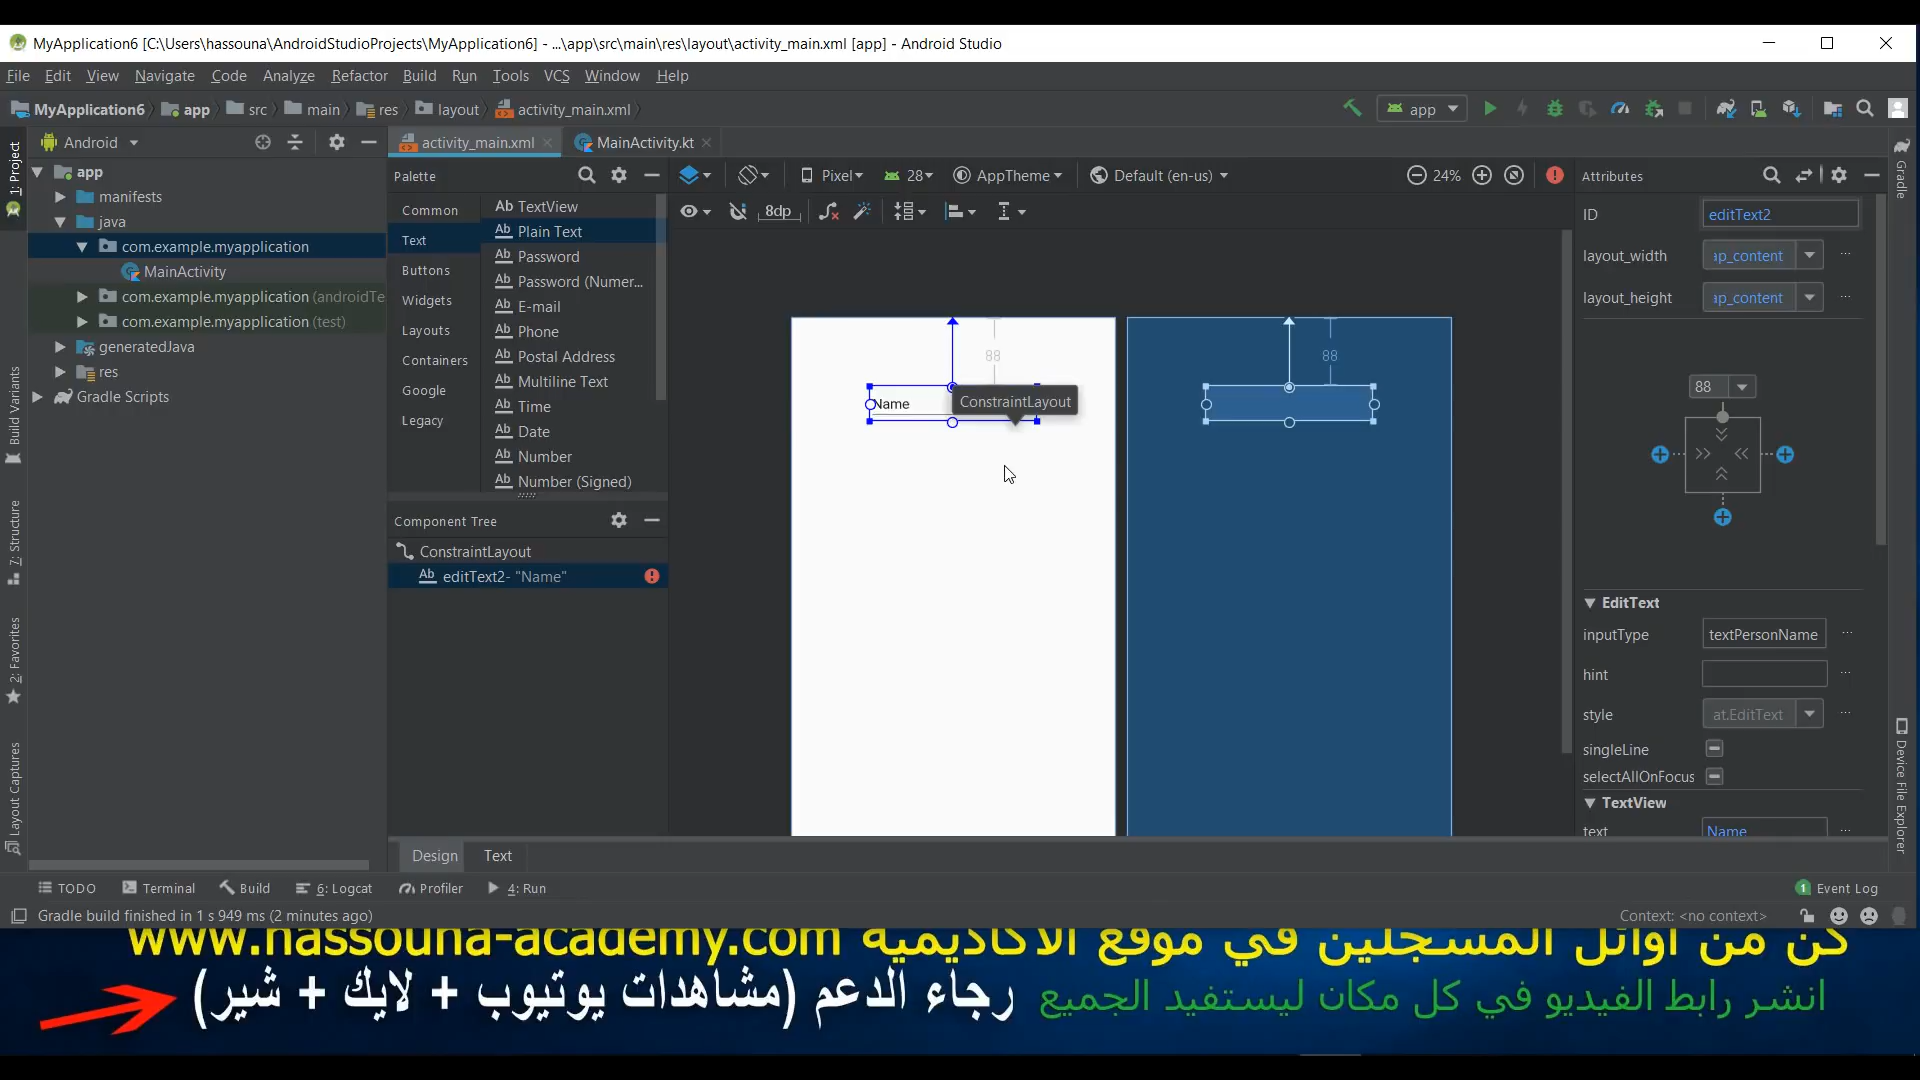 MyApplication6 [C:\Users\hassouna\AndroidStudioProjects\MyApplication6] - ...\app\src\main\res\layout\activity_main.xml [app] - Android Studio
File Edit View Navigate Code Analyze Refactor Build Run Tools VCS Window Help
MyApplication6 app src main res layout activity_main.xml
app
Android
activity_main.xml
MainActivity.kt
1: Project
Build Variants
7: Structure
2: Favorites
Layout Captures
app
manifests
java
com.example.myapplication
MainActivity
com.example.myapplication (androidTe
com.example.myapplication (test)
generatedJava
res
Gradle Scripts
Palette
Common
Text
Buttons
Widgets
Layouts
Containers
Google
Legacy
Ab TextView
Ab Plain Text
Ab Password
Ab Password (Numer...
Ab E-mail
Ab Phone
Ab Postal Address
Ab Multiline Text
Ab Time
Ab Date
Ab Number
Ab Number (Signed)
Component Tree
ConstraintLayout
Ab editText2- "Name"
Pixel 28 AppTheme Default (en-us) 24%
8dp
88
88
Name
ConstraintLayout
Attributes
ID editText2
layout_width ap_content ...
layout_height ap_content ...
88
EditText
inputType textPersonName ...
hint ...
style at.EditText ...
singleLine
selectAllOnFocus
TextView
text Name ...
Gradle
Device File Explorer
Design Text
TODO Terminal Build 6: Logcat Profiler 4: Run
1 Event Log
Gradle build finished in 1 s 949 ms (2 minutes ago)
Context: <no context>
كن من أوائل المسجلين في موقع الأكاديمية www.hassouna-academy.com
انشر رابط الفيديو في كل مكان ليستفيد الجميع
رجاء الدعم (مشاهدات يوتيوب + لايك + شير)